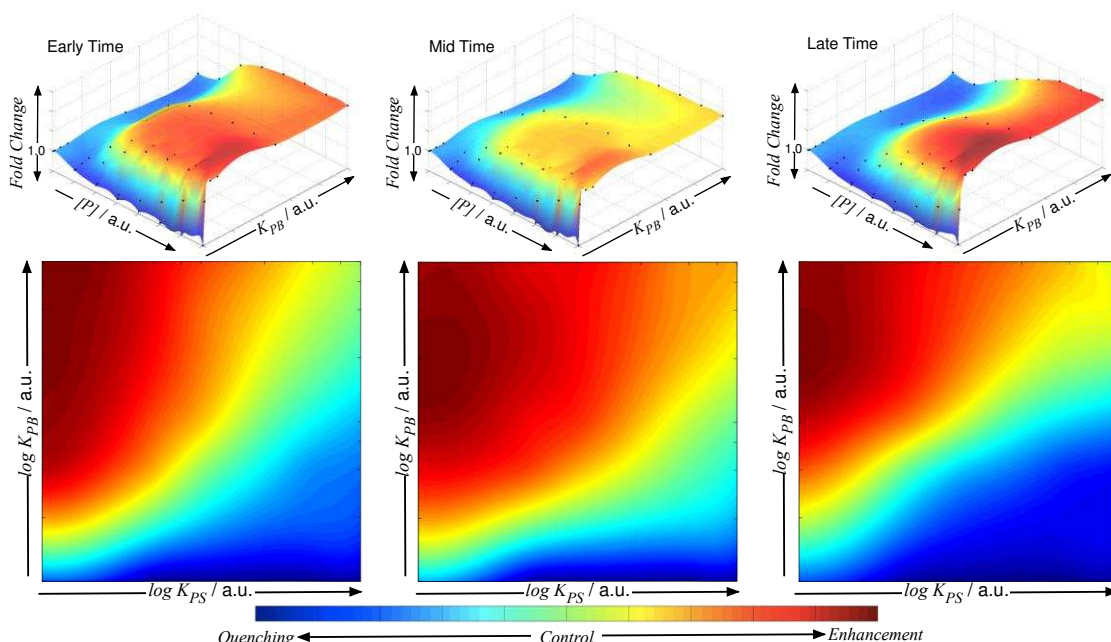 Early Time
Fold Change
1.0
[P] / a.u.
K_PB / a.u.
Mid Time
Fold Change
1.0
[P] / a.u.
K_PB / a.u.
Late Time
Fold Change
1.0
[P] / a.u.
K_PB / a.u.
log K_PB / a.u.
log K_PS / a.u.
log K_PB / a.u.
log K_PS / a.u.
log K_PB / a.u.
log K_PS / a.u.
Quenching Control Enhancement